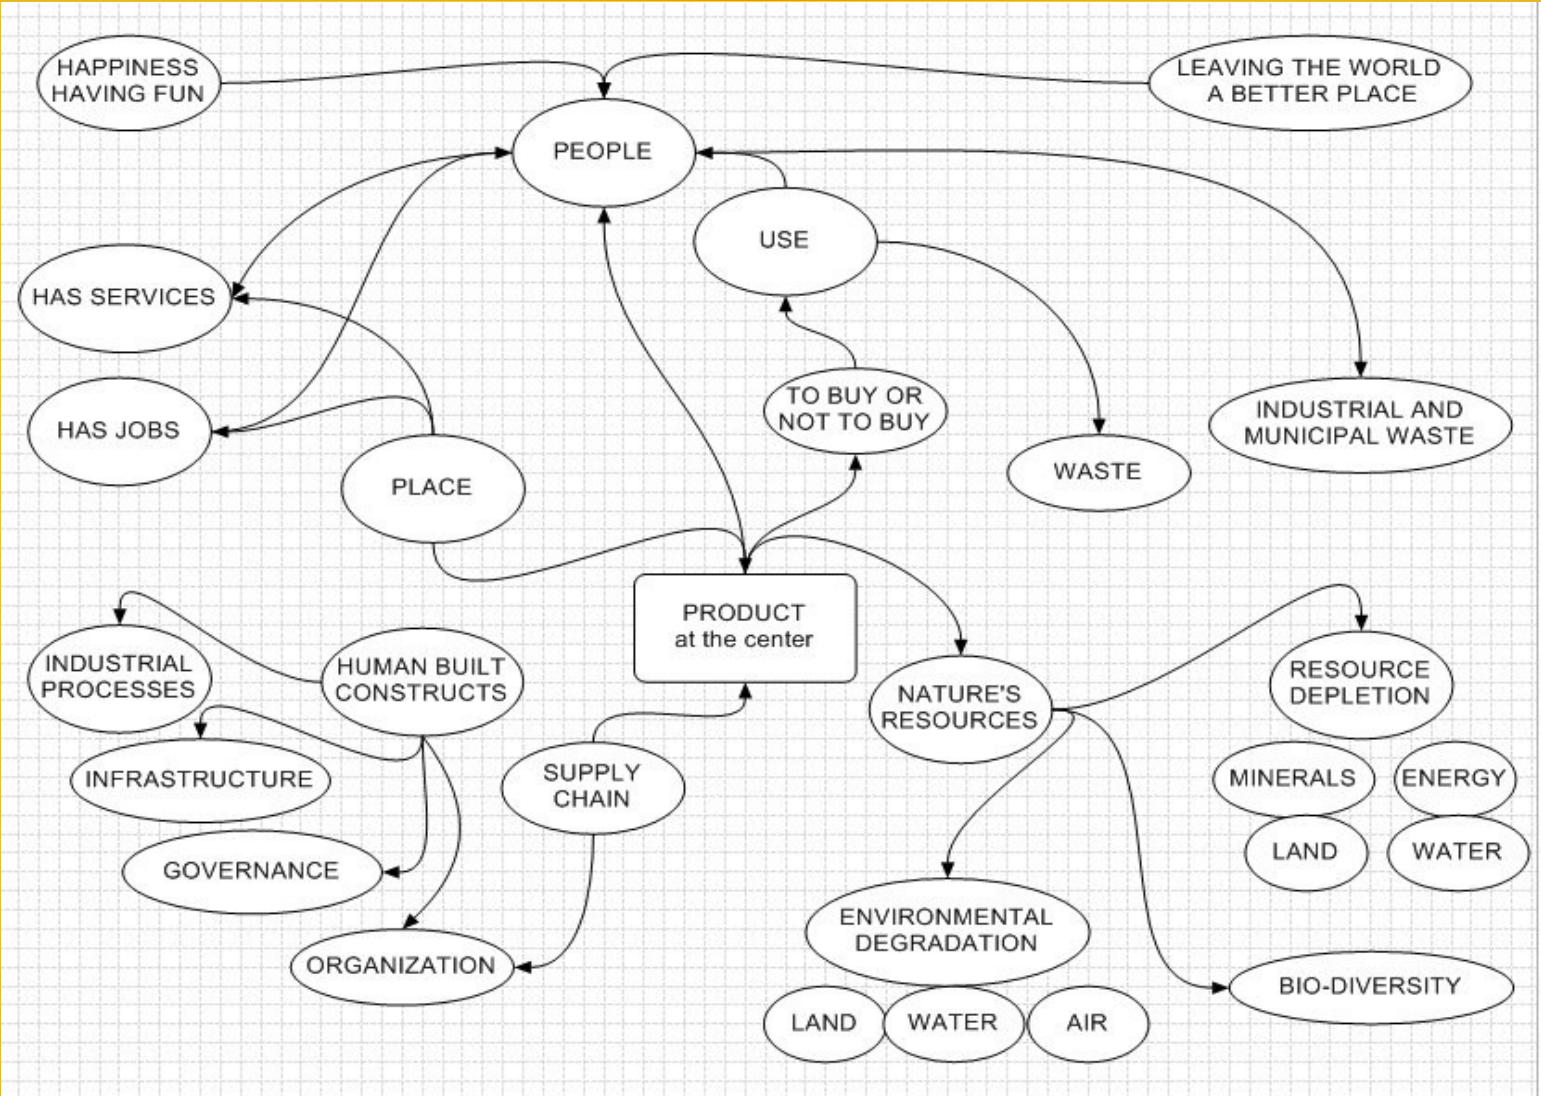 HAPPINESS
HAVING FUN
LEAVING THE WORLD
A BETTER PLACE
PEOPLE
USE
HAS SERVICES
TO BUY OR
NOT TO BUY
INDUSTRIAL AND
MUNICIPAL WASTE
HAS JOBS
WASTE
PLACE
PRODUCT
at the center
INDUSTRIAL
PROCESSES
HUMAN BUILT
CONSTRUCTS
NATURE'S
RESOURCES
RESOURCE
DEPLETION
INFRASTRUCTURE
SUPPLY
CHAIN
MINERALS
ENERGY
LAND
WATER
GOVERNANCE
ENVIRONMENTAL
DEGRADATION
ORGANIZATION
BIO-DIVERSITY
LAND
WATER
AIR